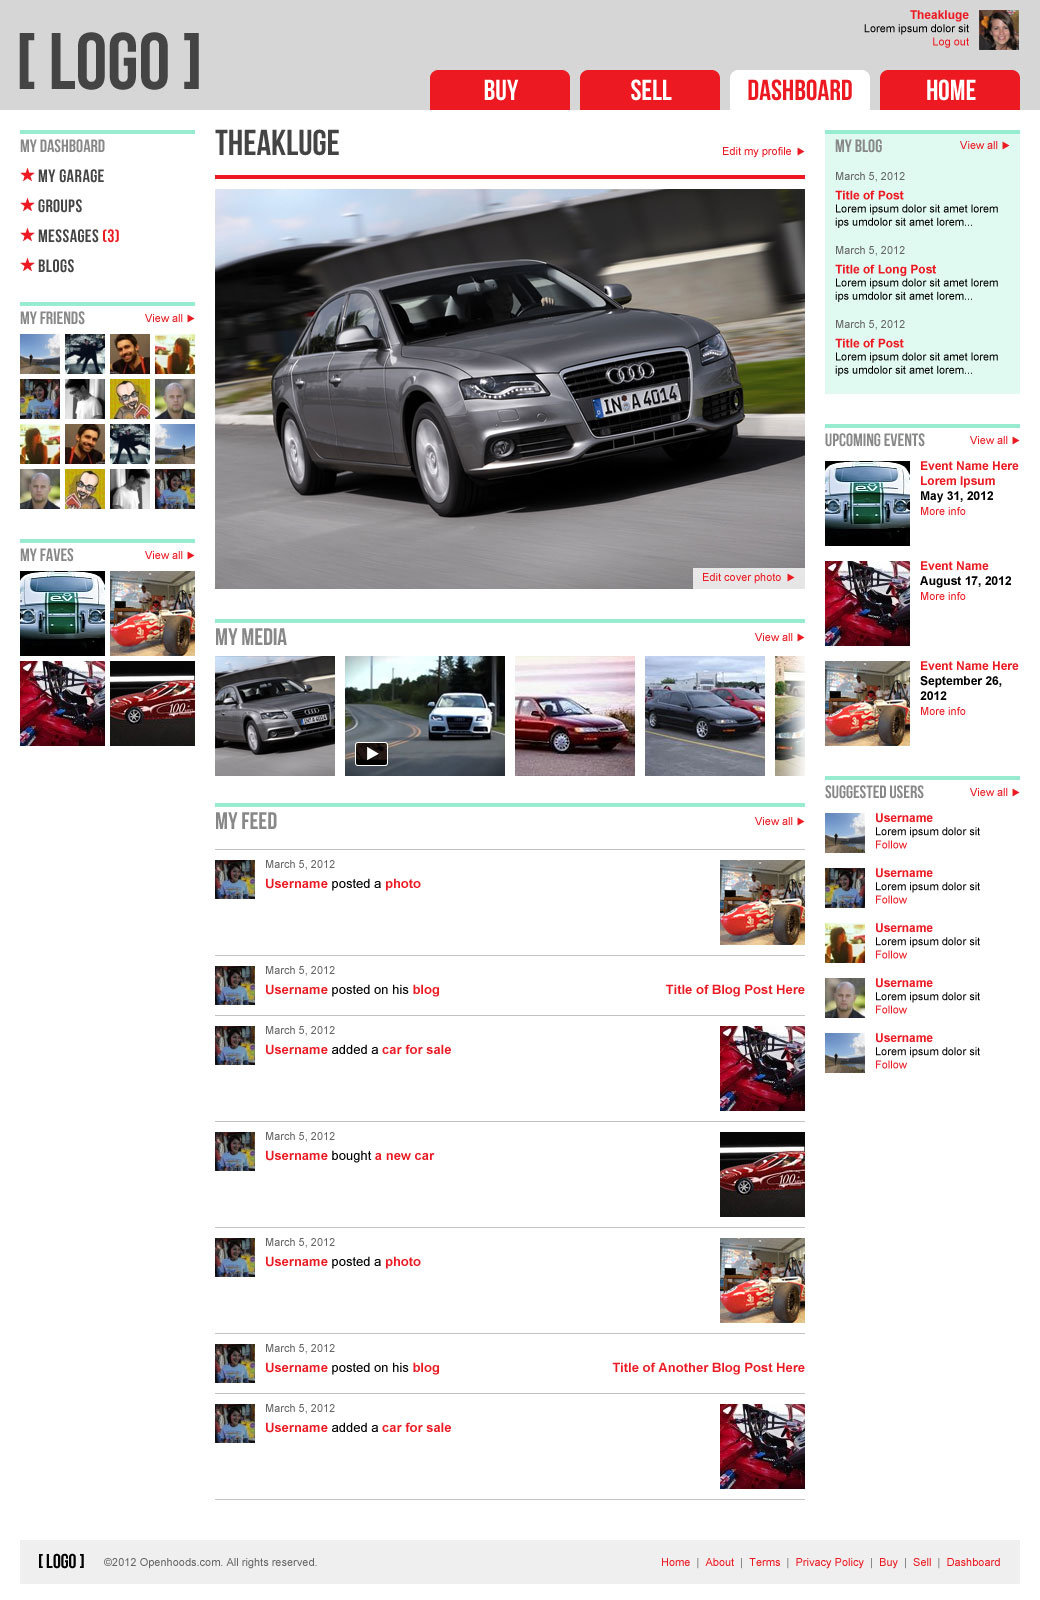 Theakluge
Lorem ipsum dolor sit
Log out
[ LOGO ]
BUY
SELL
DASHBOARD
HOME
MY DASHBOARD
★ MY GARAGE
★ GROUPS
★ MESSAGES (3)
★ BLOGS
MY FRIENDS
View all ▶
MY FAVES
View all ▶
THEAKLUGE
Edit my profile ▶
IN A 4014
Edit cover photo ▶
MY MEDIA
View all ▶
MY FEED
View all ▶
March 5, 2012
Username posted a photo
March 5, 2012
Username posted on his blog
Title of Blog Post Here
March 5, 2012
Username added a car for sale
March 5, 2012
Username bought a new car
100
March 5, 2012
Username posted a photo
March 5, 2012
Username posted on his blog
Title of Another Blog Post Here
March 5, 2012
Username added a car for sale
MY BLOG
View all ▶
March 5, 2012
Title of Post
Lorem ipsum dolor sit amet lorem
ips umdolor sit amet lorem...
March 5, 2012
Title of Long Post
Lorem ipsum dolor sit amet lorem
ips umdolor sit amet lorem...
March 5, 2012
Title of Post
Lorem ipsum dolor sit amet lorem
ips umdolor sit amet lorem...
UPCOMING EVENTS
View all ▶
Event Name Here
Lorem Ipsum
May 31, 2012
More info
Event Name
August 17, 2012
More info
Event Name Here
September 26,
2012
More info
SUGGESTED USERS
View all ▶
Username
Lorem ipsum dolor sit
Follow
Username
Lorem ipsum dolor sit
Follow
Username
Lorem ipsum dolor sit
Follow
Username
Lorem ipsum dolor sit
Follow
Username
Lorem ipsum dolor sit
Follow
[ LOGO ]
©2012 Openhoods.com. All rights reserved.
Home | About | Terms | Privacy Policy | Buy | Sell | Dashboard